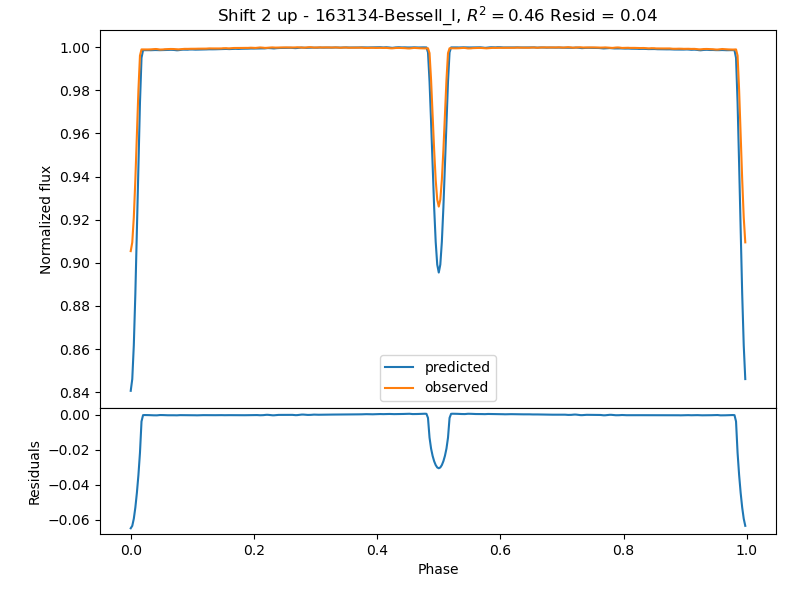 Shift 2 up - 163134-Bessell_I, $R^2 = 0.46$ Resid = 0.04
1.00
0.98
0.96
0.94
0.92
0.90
0.88
0.86
0.84
Normalized flux
predicted
observed
0.00
−0.02
−0.04
−0.06
Residuals
0.0 0.2 0.4 0.6 0.8 1.0
Phase